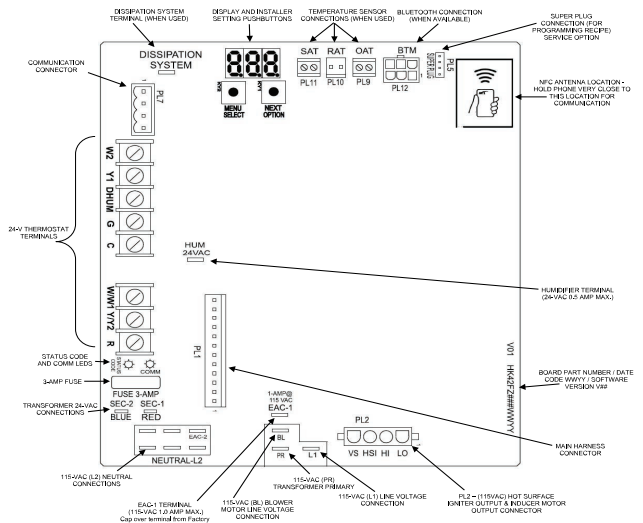 DISSIPATION SYSTEM
TERMINAL (WHEN USED)
DISPLAY AND INSTALLER
SETTING PUSHBUTTONS
TEMPERATURE SENSOR
CONNECTIONS (WHEN USED)
BLUETOOTH CONNECTION
(WHEN AVAILABLE)
SUPER PLUG
CONNECTION (FOR
PROGRAMMING RECIPE)
SERVICE OPTION
DISSIPATION
SYSTEM
SAT
RAT
OAT
BTM
PL11
PL10
PL9
PL12
SUPER PLUG
PL5
MENU
SELECT
NEXT
OPTION
COMMUNICATION
CONNECTOR
1
PL7
NFC ANTENNA LOCATION -
HOLD PHONE VERY CLOSE TO
THIS LOCATION FOR
COMMUNICATION
W2
Y1
DHUM
G
C
24-V THERMOSTAT
TERMINALS
HUM
24VAC
HUMIDIFIER TERMINAL
(24-VAC 0.5 AMP MAX.)
W/W1
Y/Y2
R
PL1
1
STATUS CODE
AND COMM LEDS
STATUS
CODE
COMM
3-AMP FUSE
FUSE 3-AMP
TRANSFORMER 24-VAC
CONNECTIONS
SEC-2
SEC-1
BLUE
RED
V01 HK42FZ###WWYY
BOARD PART NUMBER / DATE
CODE WWYY / SOFTWARE
VERSION V##
1-AMP@
115 VAC
EAC-1
EAC-2
NEUTRAL-L2
BL
PR
L1
PL2
VS HSI HI LO
1
MAIN HARNESS
CONNECTOR
115-VAC (L2) NEUTRAL
CONNECTIONS
EAC-1 TERMINAL
(115-VAC 1.0 AMP MAX.)
Cap over terminal from Factory
115-VAC (BL) BLOWER
MOTOR LINE VOLTAGE
CONNECTION
115-VAC (PR)
TRANSFORMER PRIMARY
115-VAC (L1) LINE VOLTAGE
CONNECTION
PL2 – (115VAC) HOT SURFACE
IGNITER OUTPUT & INDUCER MOTOR
OUTPUT CONNECTOR